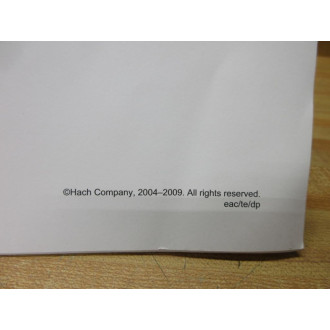 ©Hach Company, 2004–2009. All rights reserved.
eac/te/dp